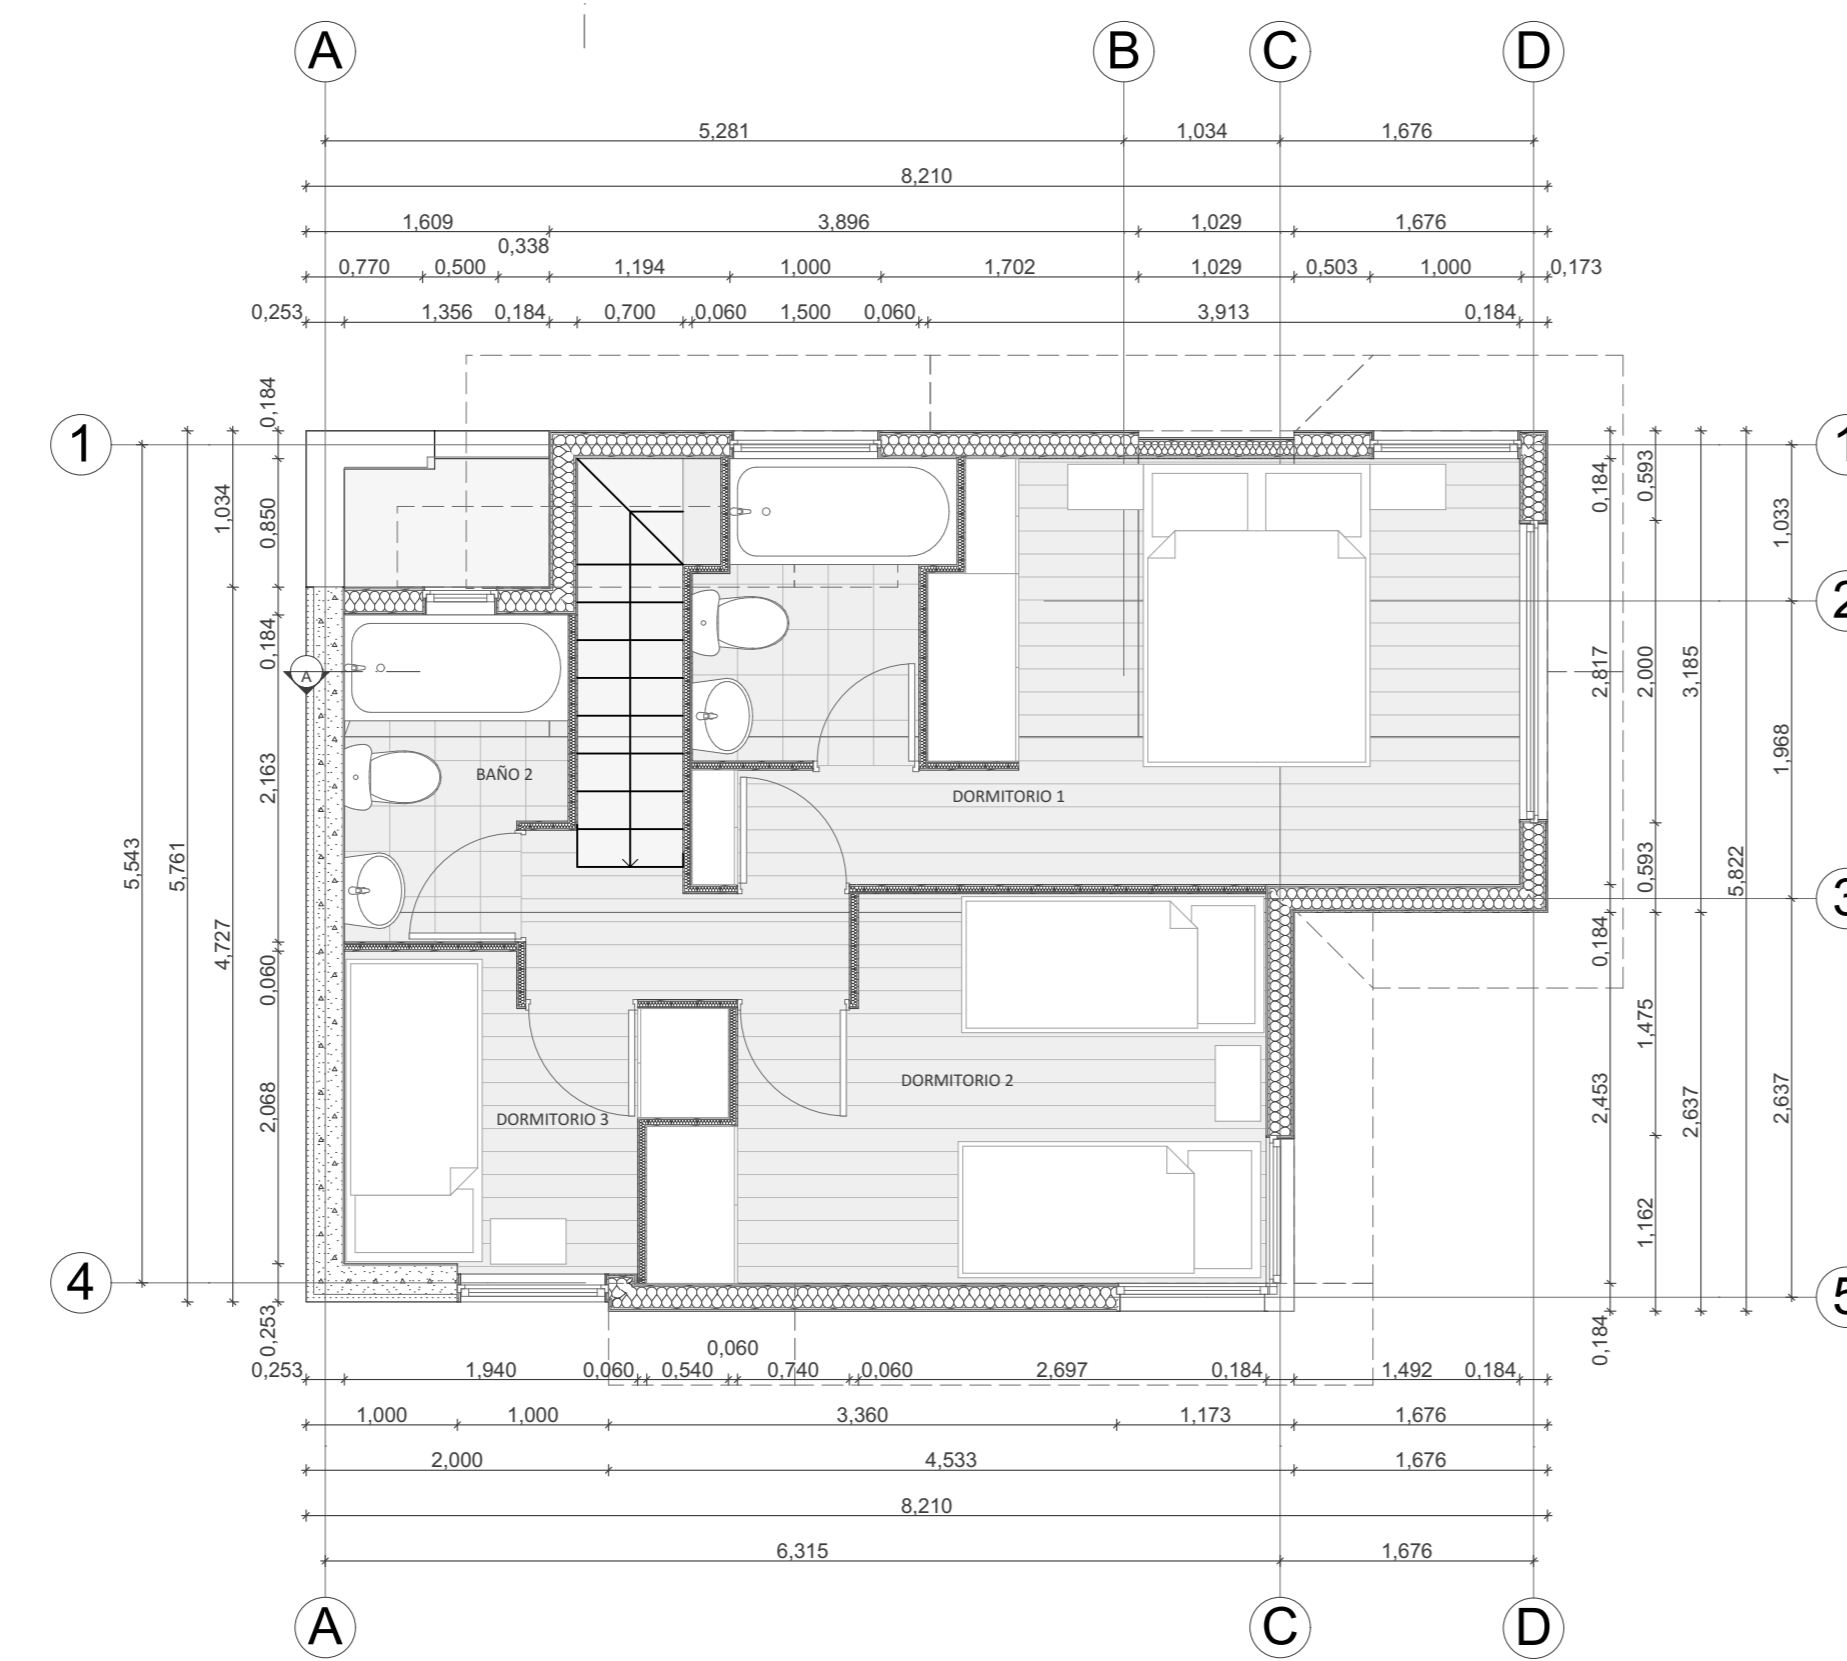 A B C D
5,281 1,034 1,676
8,210
1,609 3,896 1,029 1,676
0,338
0,770 0,500 1,194 1,000 1,702 1,029 0,503 1,000 0,173
0,253 1,356 0,184 0,700 0,060 1,500 0,060 3,913 0,184
1 1
2
3
4 5
0,184
0,850
0,184
2,163
0,060
2,068
0,253
1,034
4,727
5,761
5,543
A
BAÑO 2
DORMITORIO 1
DORMITORIO 2
DORMITORIO 3
0,184
2,817
0,184
2,453
0,184
0,593
2,000
0,593
1,475
1,162
3,185
2,637
5,822
1,033
1,968
2,637
0,060
0,253 1,940 0,060 0,540 0,740 0,060 2,697 0,184 1,492 0,184
1,000 1,000 3,360 1,173 1,676
2,000 4,533 1,676
8,210
6,315 1,676
A C D